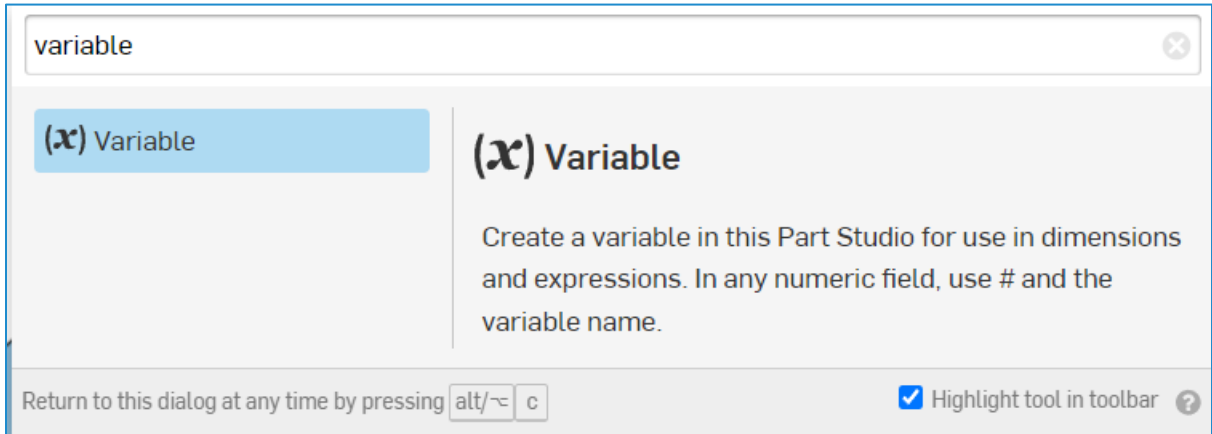 variable
(x) Variable
(x) Variable
Create a variable in this Part Studio for use in dimensions
and expressions. In any numeric field, use # and the
variable name.
Return to this dialog at any time by pressing alt/⌥ c
Highlight tool in toolbar ?